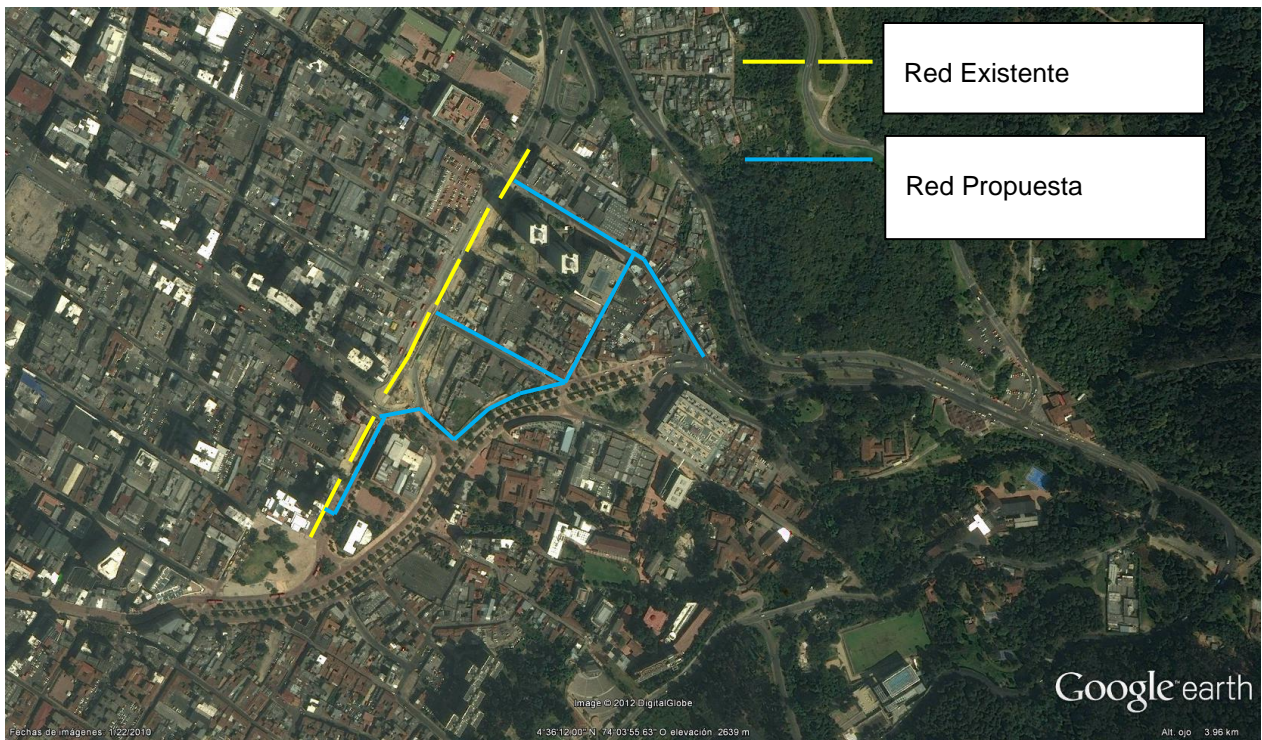 Red Existente
Red Propuesta
Image © 2012 DigitalGlobe
Google earth
Fechas de imágenes: 1/22/2010
4°36'12.00" N 74°03'55.63" O elevación 2639 m
Alt. ojo 3.96 km